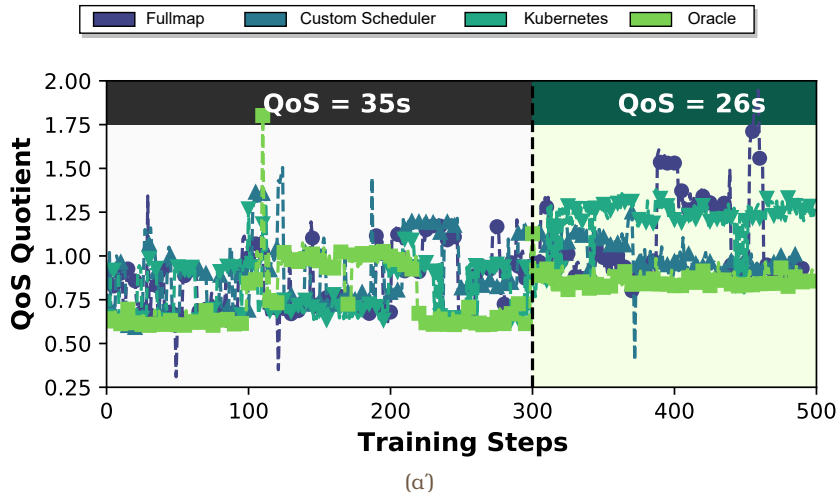 Fullmap Custom Scheduler Kubernetes Oracle
QoS = 35s QoS = 26s
QoS Quotient
2.00
1.75
1.50
1.25
1.00
0.75
0.50
0.25
0 100 200 300 400 500
Training Steps
(α΄)